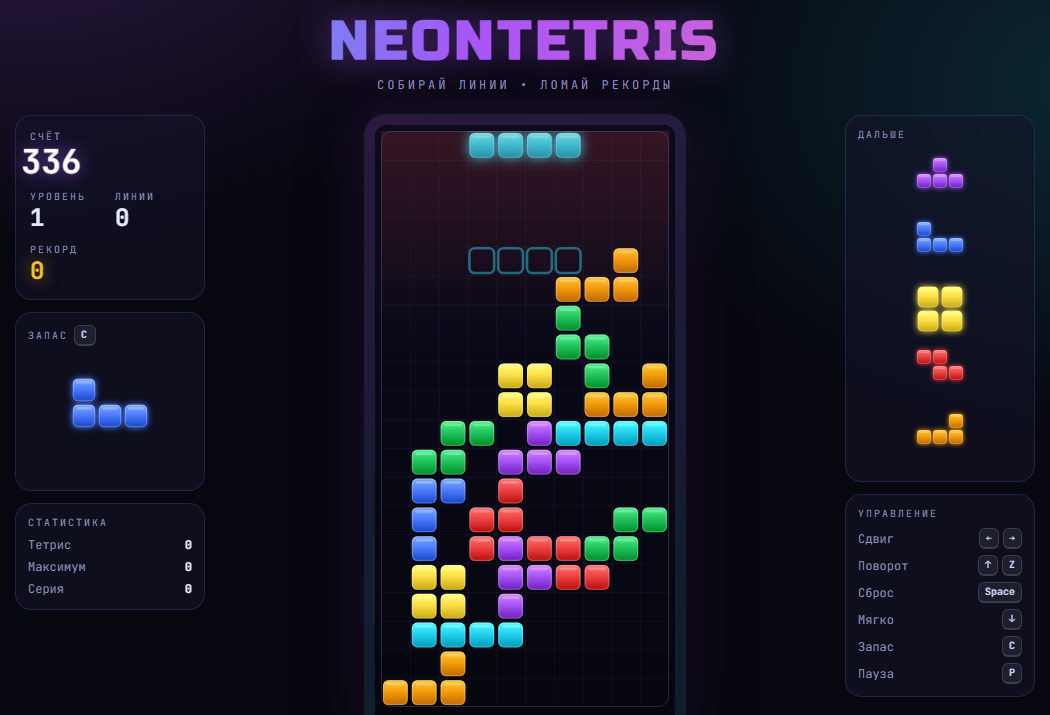 NEONTETRIS
СОБИРАЙ ЛИНИИ • ЛОМАЙ РЕКОРДЫ
СЧЁТ
336
УРОВЕНЬ ЛИНИИ
1 0
РЕКОРД
0
ЗАПАС C
СТАТИСТИКА
Тетрис 0
Максимум 0
Серия 0
ДАЛЬШЕ
УПРАВЛЕНИЕ
Сдвиг ← →
Поворот ↑ Z
Сброс Space
Мягко ↓
Запас C
Пауза P